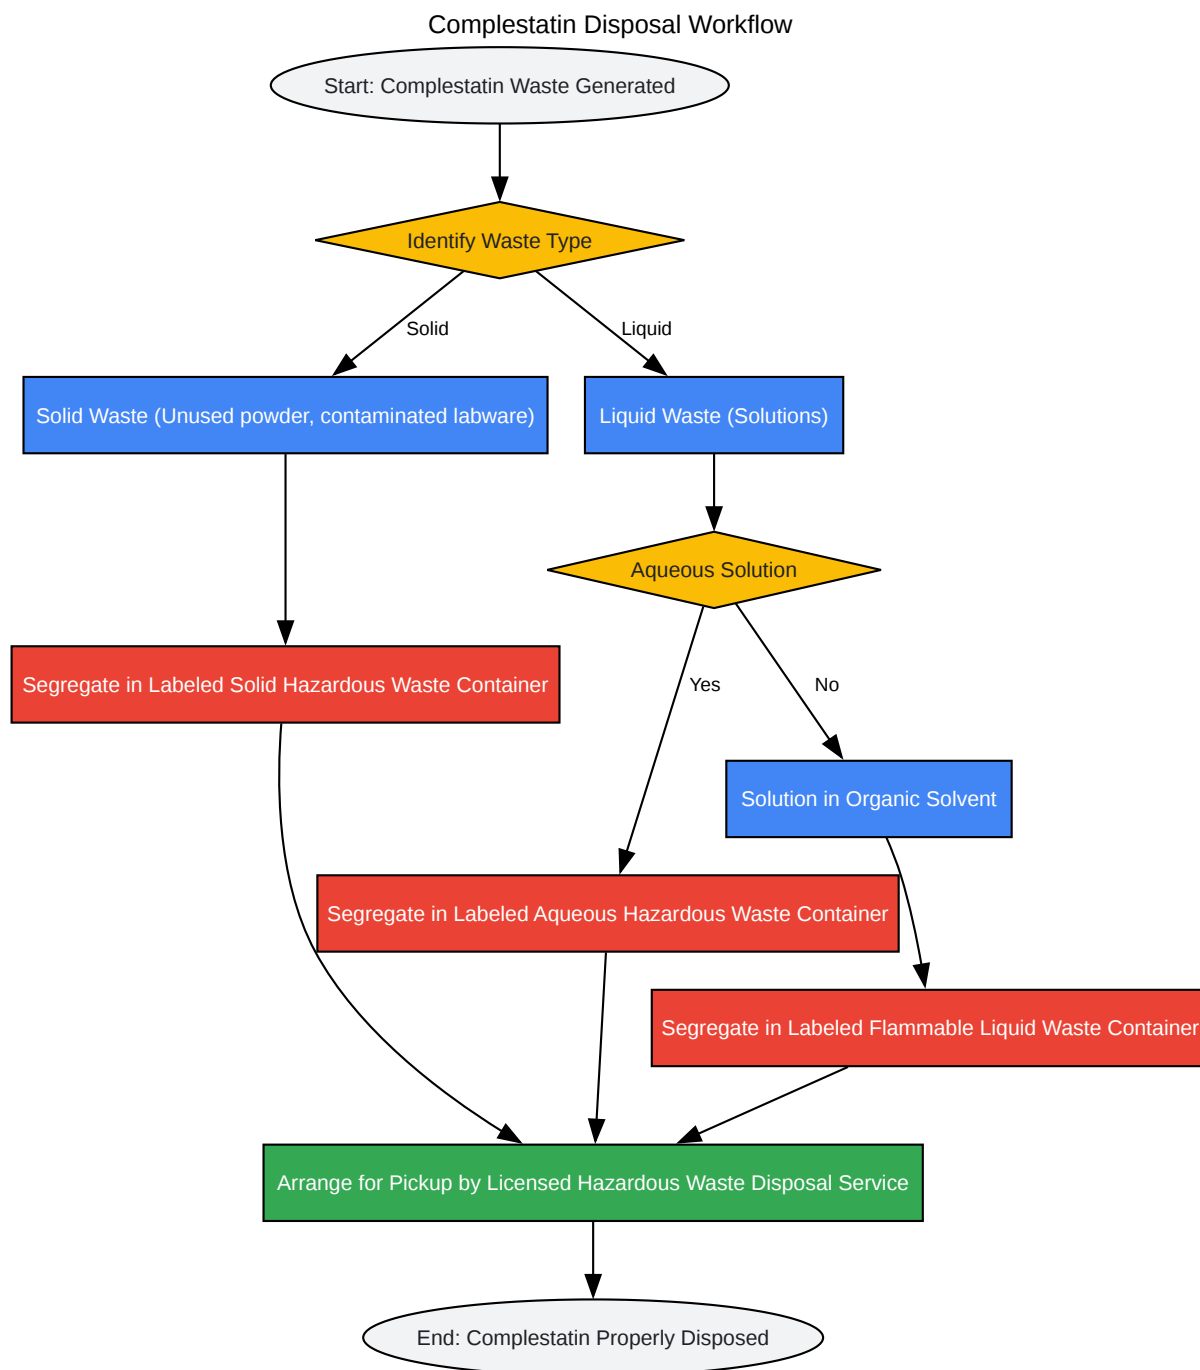 Complestatin Disposal Workflow
Start: Complestatin Waste Generated
Identify Waste Type
Solid
Liquid
Solid Waste (Unused powder, contaminated labware)
Liquid Waste (Solutions)
Aqueous Solution
Segregate in Labeled Solid Hazardous Waste Container
Yes
No
Solution in Organic Solvent
Segregate in Labeled Aqueous Hazardous Waste Container
Segregate in Labeled Flammable Liquid Waste Container
Arrange for Pickup by Licensed Hazardous Waste Disposal Service
End: Complestatin Properly Disposed